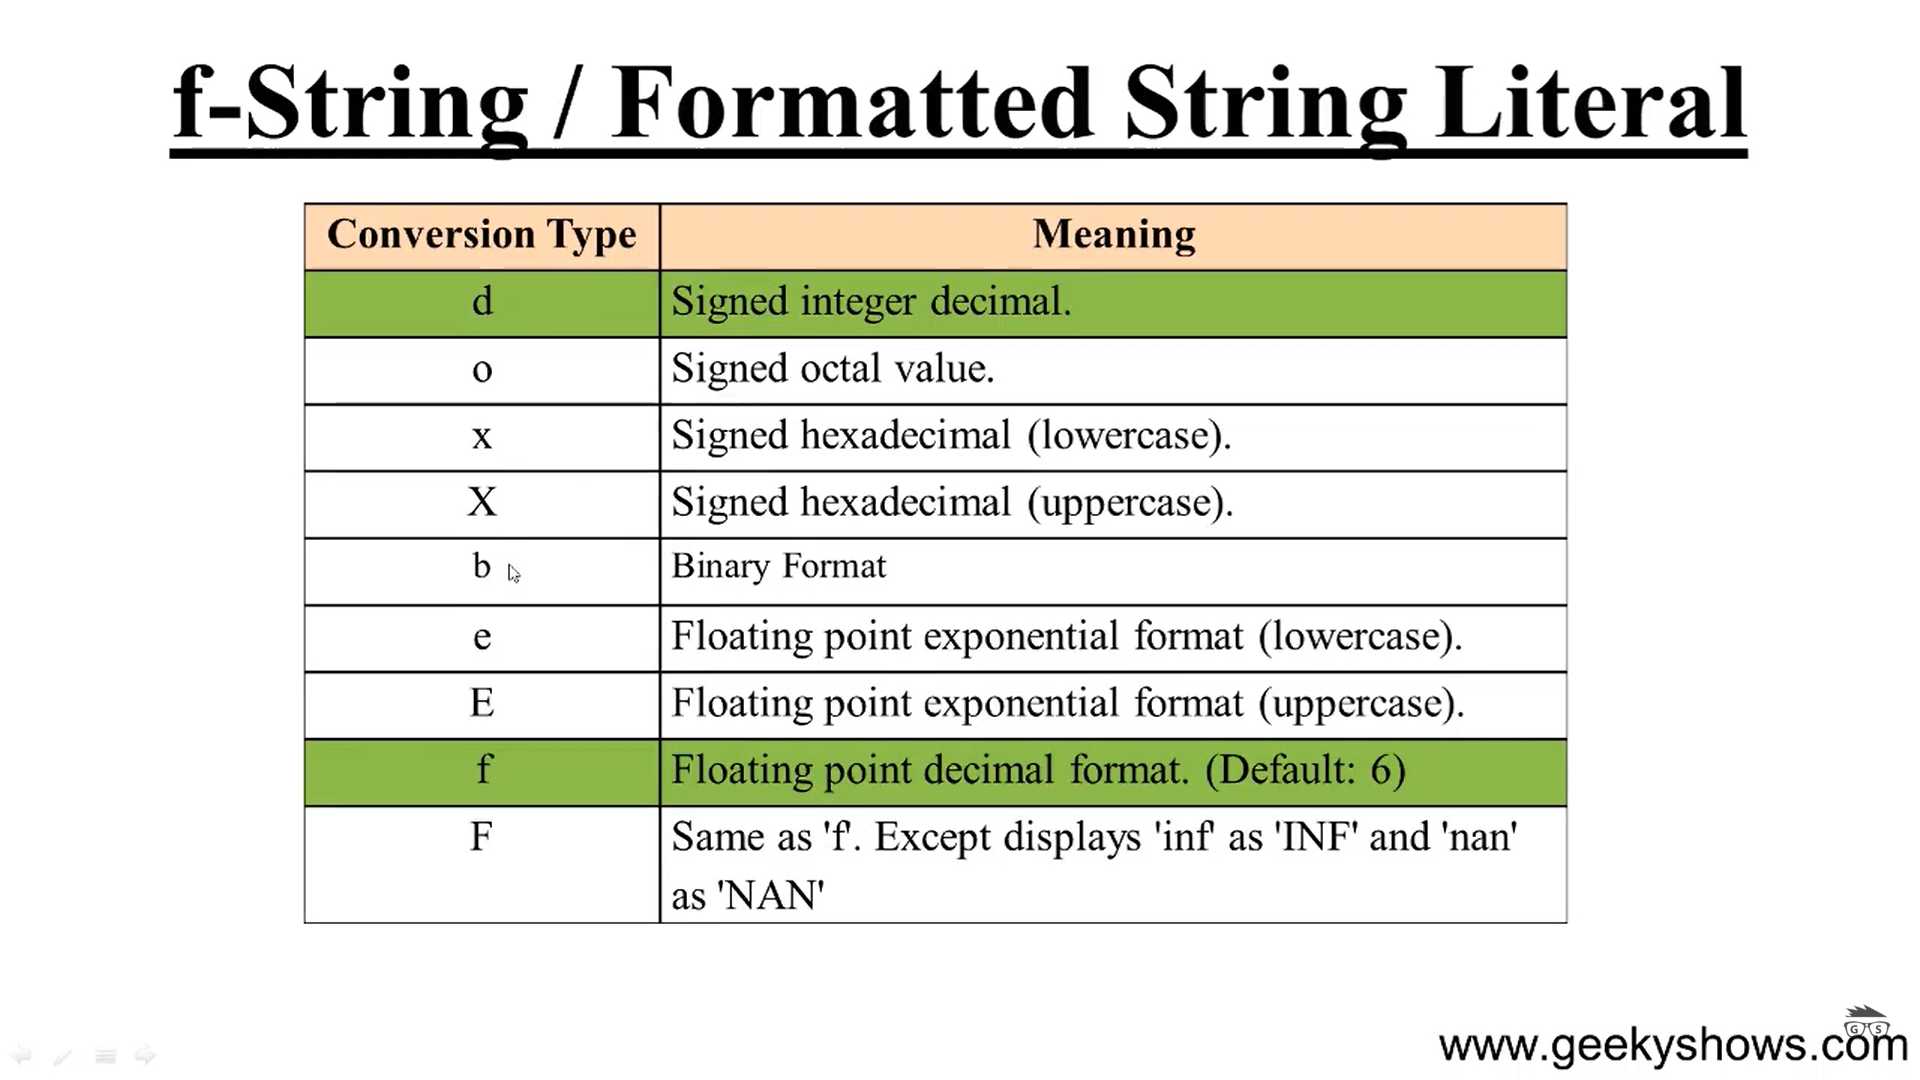 f-String / Formatted String Literal
Conversion Type Meaning
d Signed integer decimal.
o Signed octal value.
x Signed hexadecimal (lowercase).
X Signed hexadecimal (uppercase).
b Binary Format
e Floating point exponential format (lowercase).
E Floating point exponential format (uppercase).
f Floating point decimal format. (Default: 6)
F Same as 'f'. Except displays 'inf' as 'INF' and 'nan'
as 'NAN'
G S
www.geekyshows.com